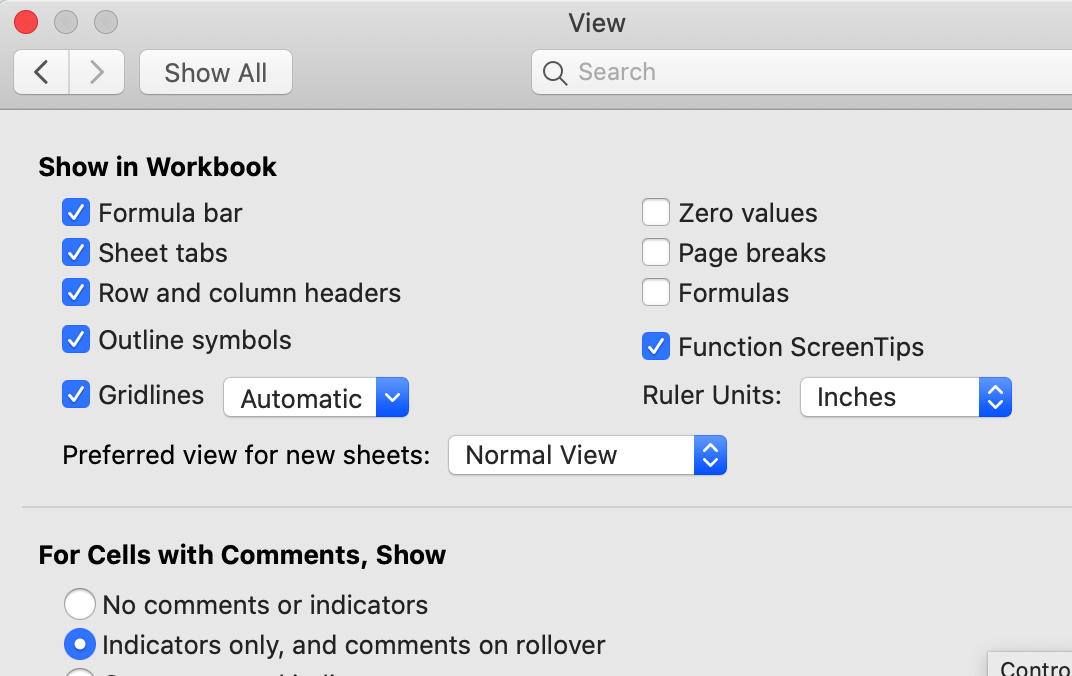 View
Show All
Search
Show in Workbook
Formula bar
Zero values
Sheet tabs
Page breaks
Row and column headers
Formulas
Outline symbols
Function ScreenTips
Gridlines Automatic
Ruler Units: Inches
Preferred view for new sheets: Normal View
For Cells with Comments, Show
No comments or indicators
Indicators only, and comments on rollover
Contro